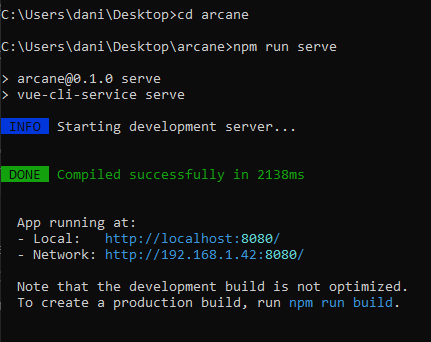 C:\Users\dani\Desktop>cd arcane
C:\Users\dani\Desktop\arcane>npm run serve
> arcane@0.1.0 serve
> vue-cli-service serve
INFO Starting development server...
DONE Compiled successfully in 2138ms
App running at:
- Local: http://localhost:8080/
- Network: http://192.168.1.42:8080/
Note that the development build is not optimized.
To create a production build, run npm run build.